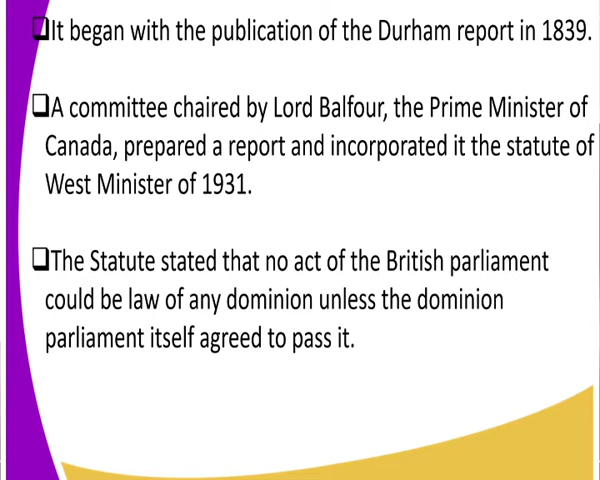 ❑It began with the publication of the Durham report in 1839.
❑A committee chaired by Lord Balfour, the Prime Minister of
Canada, prepared a report and incorporated it the statute of
West Minister of 1931.
❑The Statute stated that no act of the British parliament
could be law of any dominion unless the dominion
parliament itself agreed to pass it.